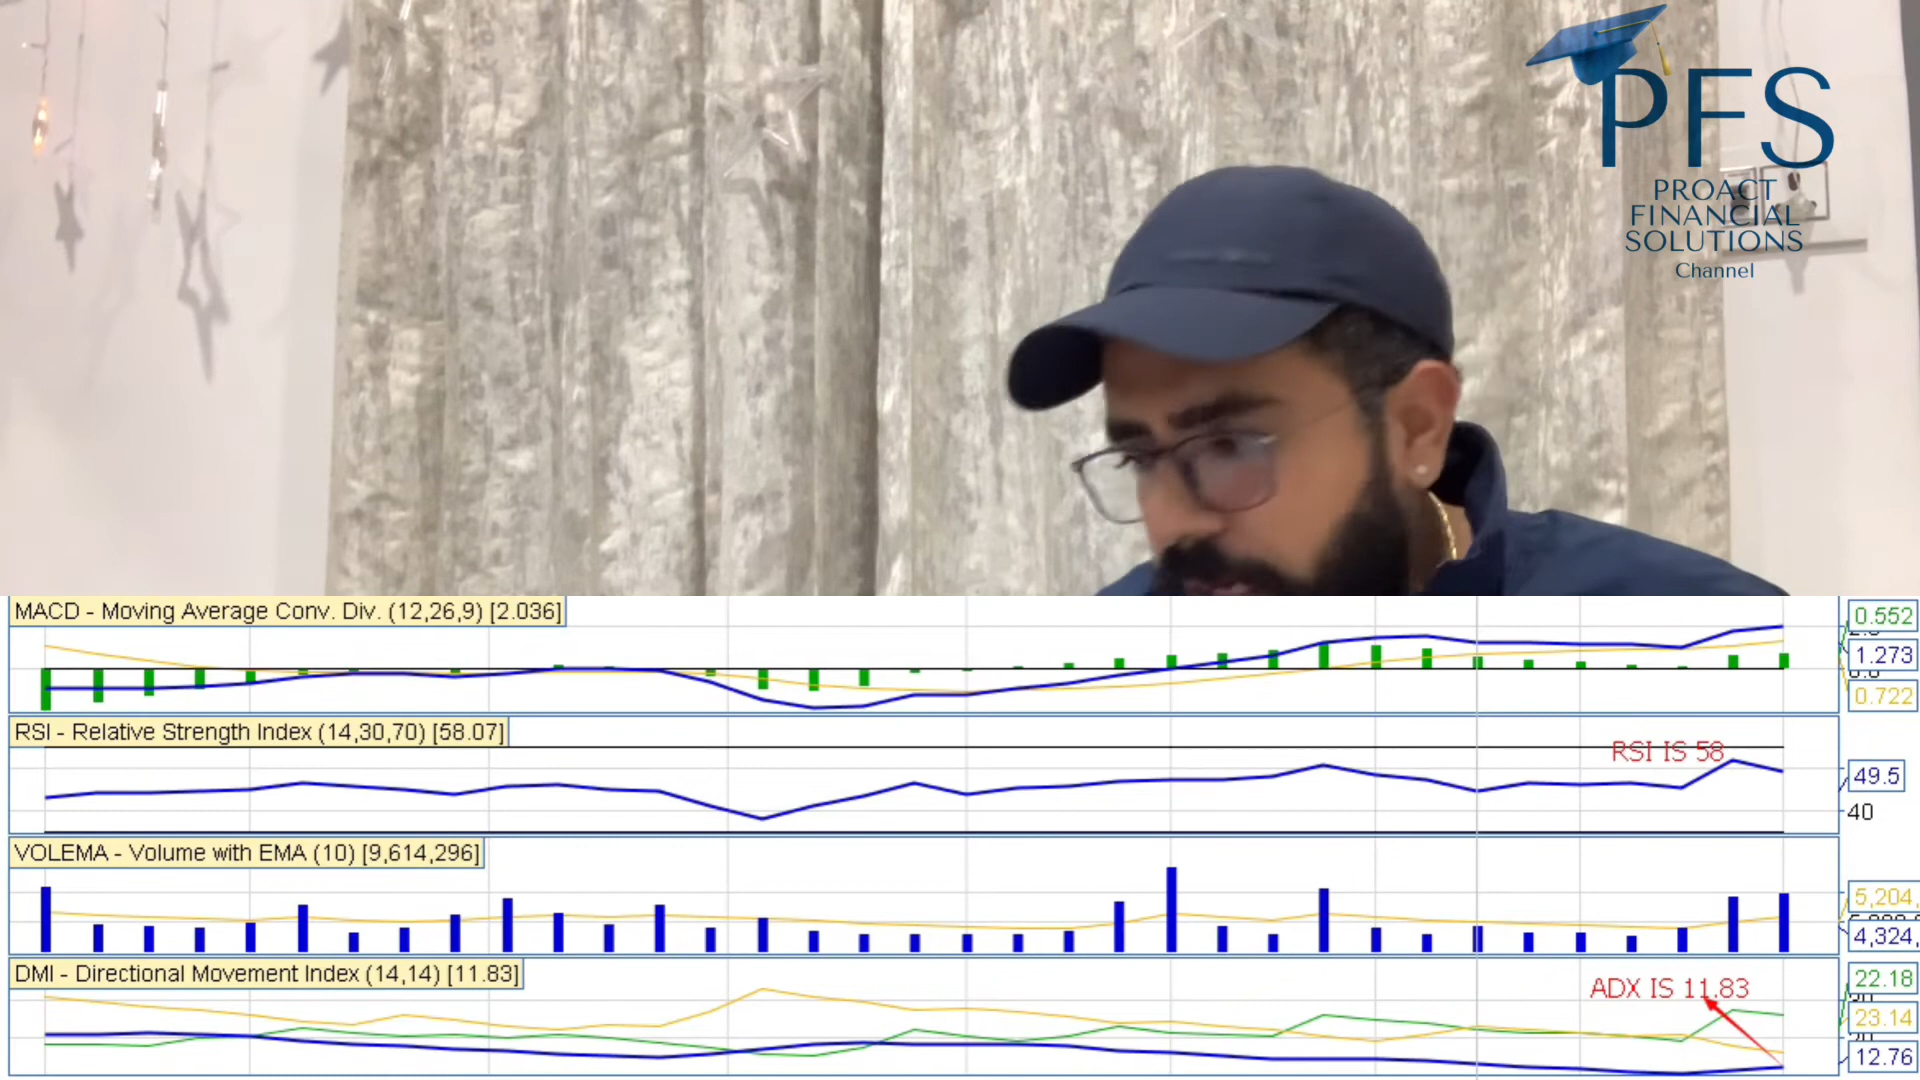 PFS
PROACT
FINANCIAL
SOLUTIONS
Channel
MACD - Moving Average Conv. Div. (12,26,9) [2.036]
0.552
1.273
0.722
RSI - Relative Strength Index (14,30,70) [58.07]
RSI IS 58
49.5
40
VOLEMA - Volume with EMA (10) [9,614,296]
5,204,
4,324,
DMI - Directional Movement Index (14,14) [11.83]
ADX IS 11.83
22.18
23.14
12.76